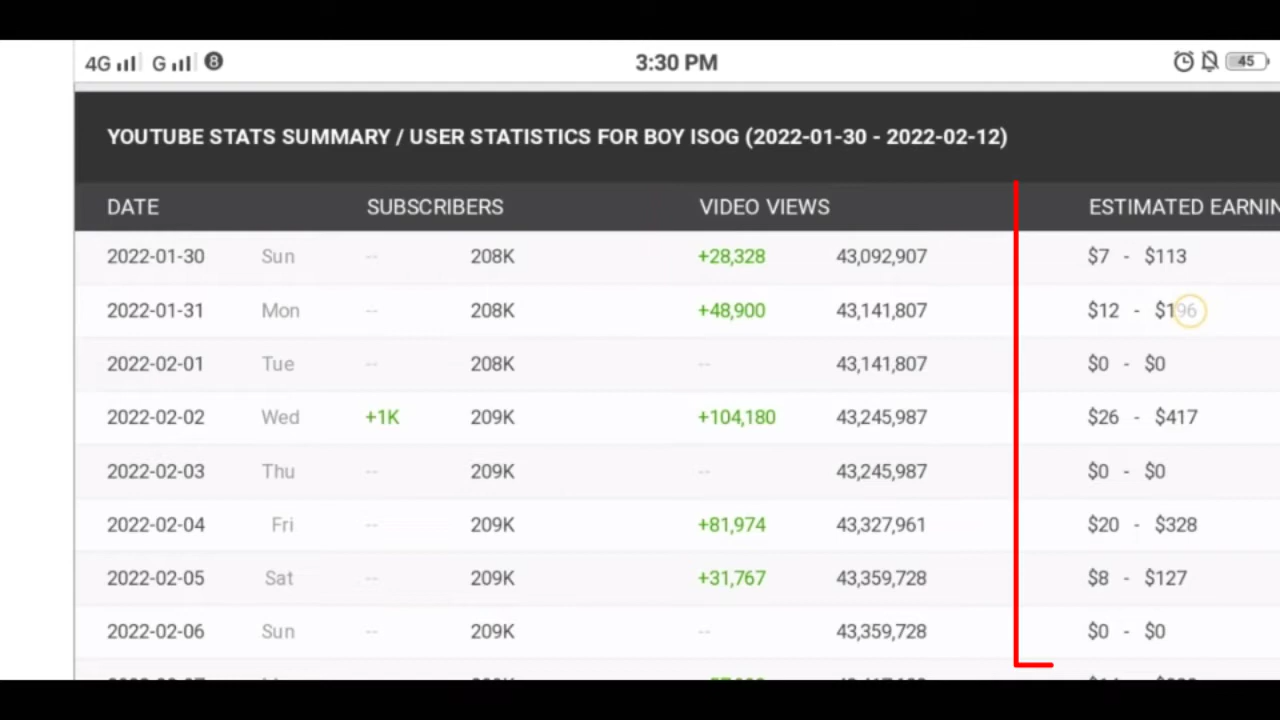 4G G 8 3:30 PM 45
YOUTUBE STATS SUMMARY / USER STATISTICS FOR BOY ISOG (2022-01-30 - 2022-02-12)
DATE SUBSCRIBERS VIDEO VIEWS ESTIMATED EARNIN
2022-01-30 Sun -- 208K +28,328 43,092,907 $7 - $113
2022-01-31 Mon -- 208K +48,900 43,141,807 $12 - $196
2022-02-01 Tue -- 208K -- 43,141,807 $0 - $0
2022-02-02 Wed +1K 209K +104,180 43,245,987 $26 - $417
2022-02-03 Thu -- 209K -- 43,245,987 $0 - $0
2022-02-04 Fri -- 209K +81,974 43,327,961 $20 - $328
2022-02-05 Sat -- 209K +31,767 43,359,728 $8 - $127
2022-02-06 Sun -- 209K -- 43,359,728 $0 - $0